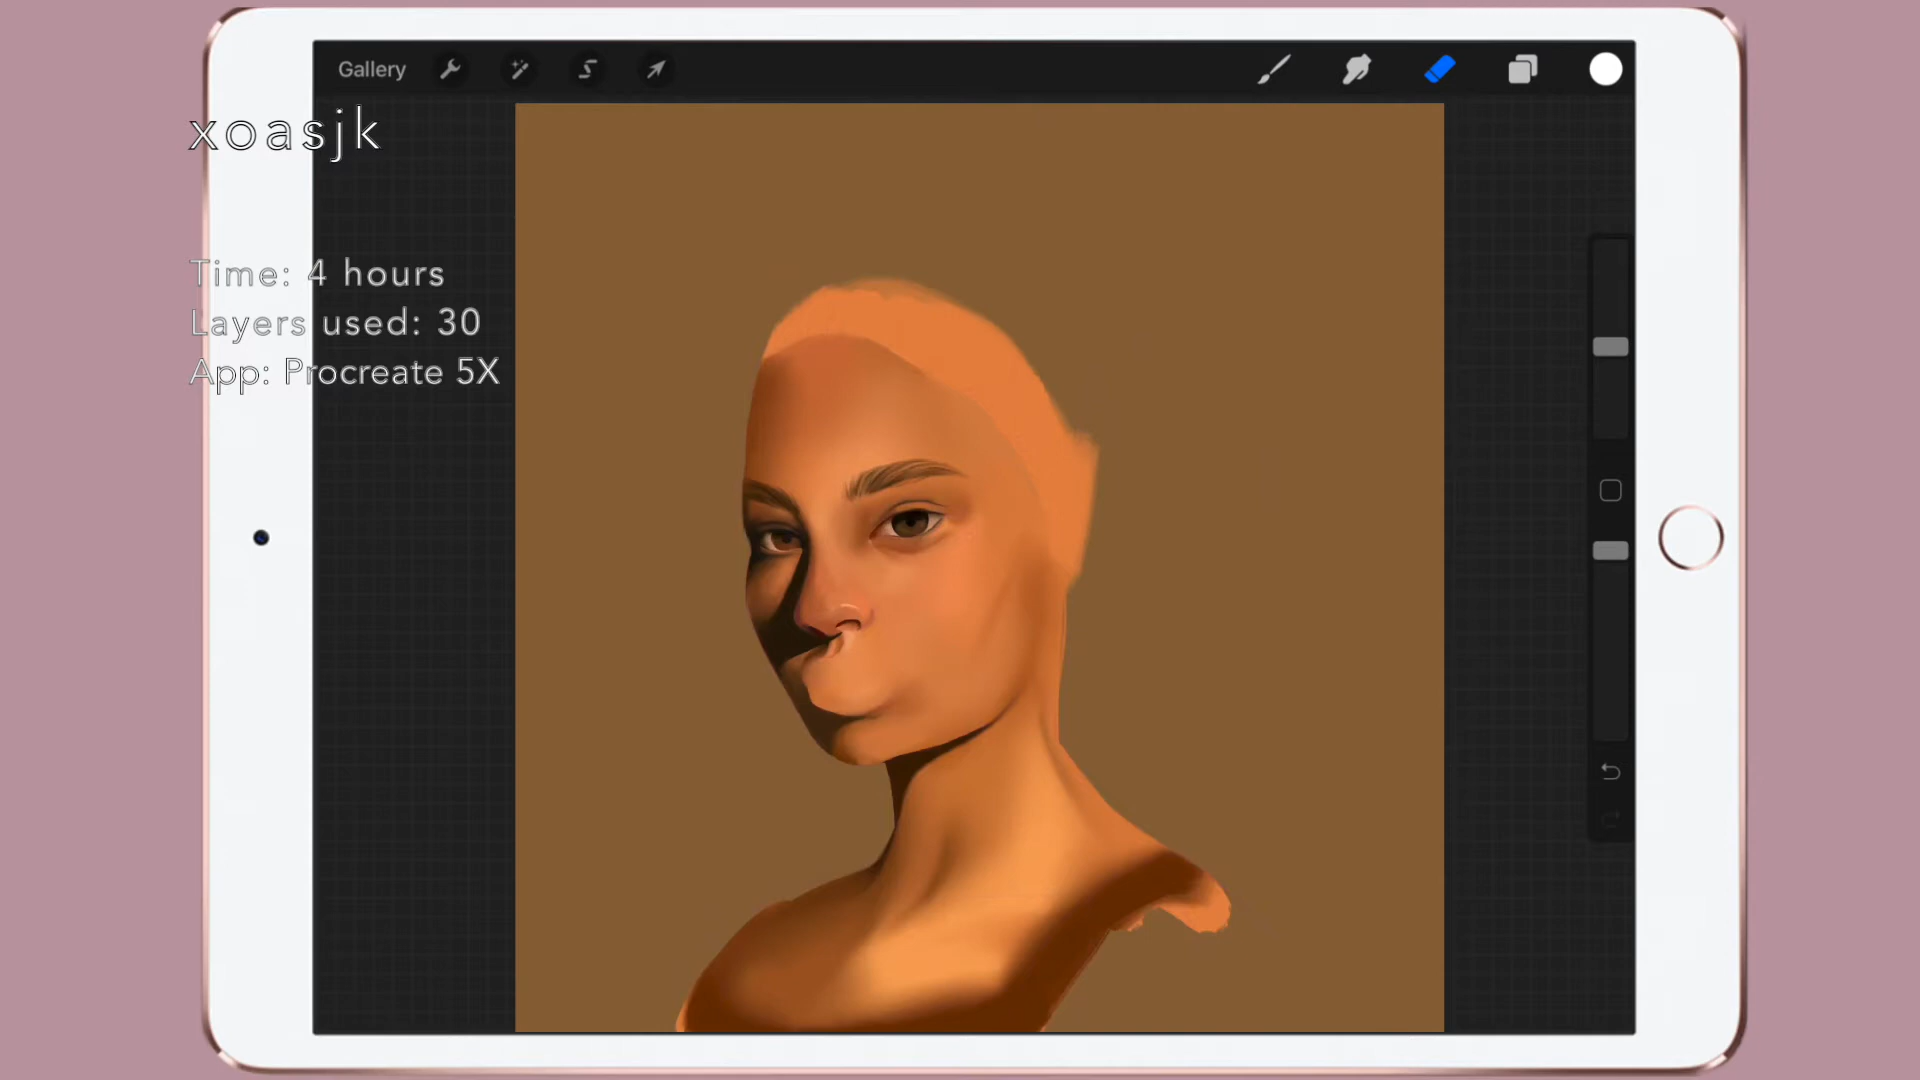 Gallery
xoasjk
Time: 4 hours
Layers used: 30
App: Procreate 5X